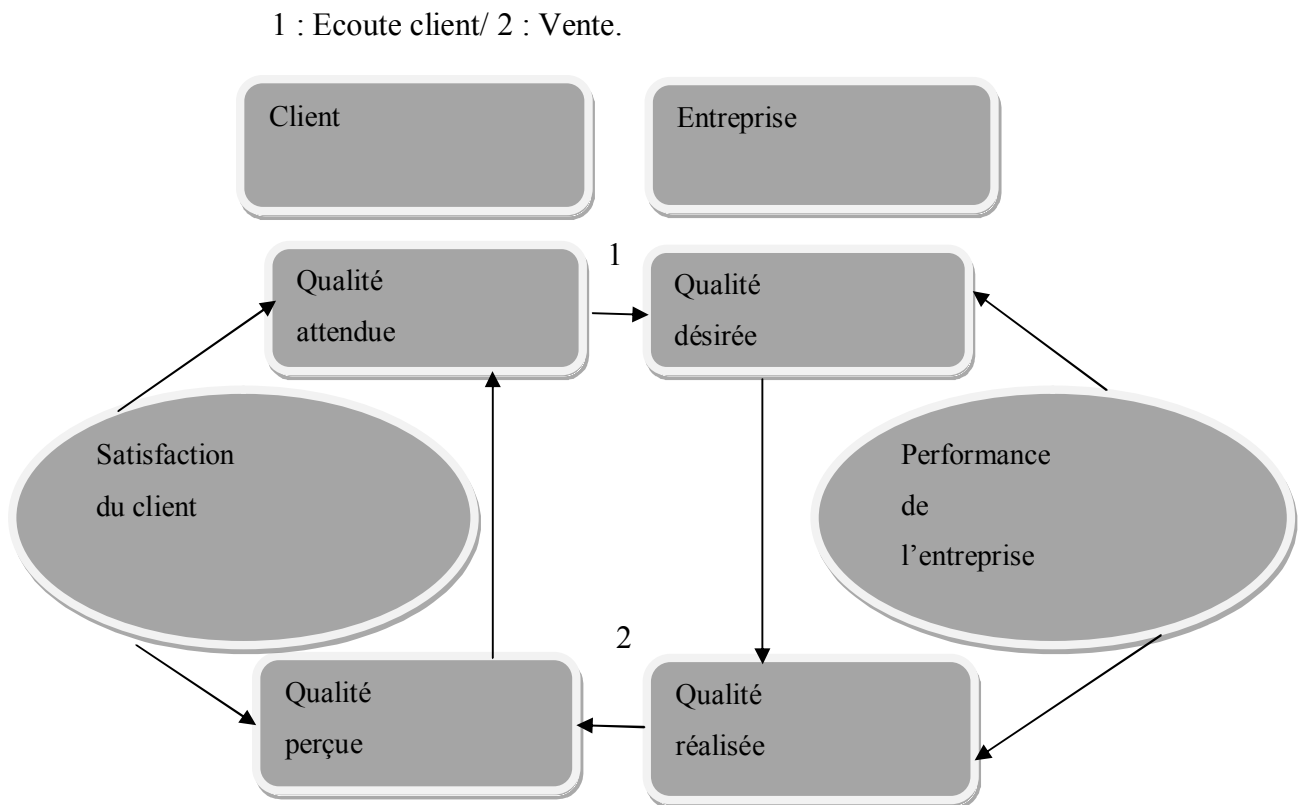 1 : Ecoute client/ 2 : Vente.
Client
Entreprise
1
Qualité
attendue
Qualité
désirée
Satisfaction
du client
Performance
de
l’entreprise
2
Qualité
perçue
Qualité
réalisée